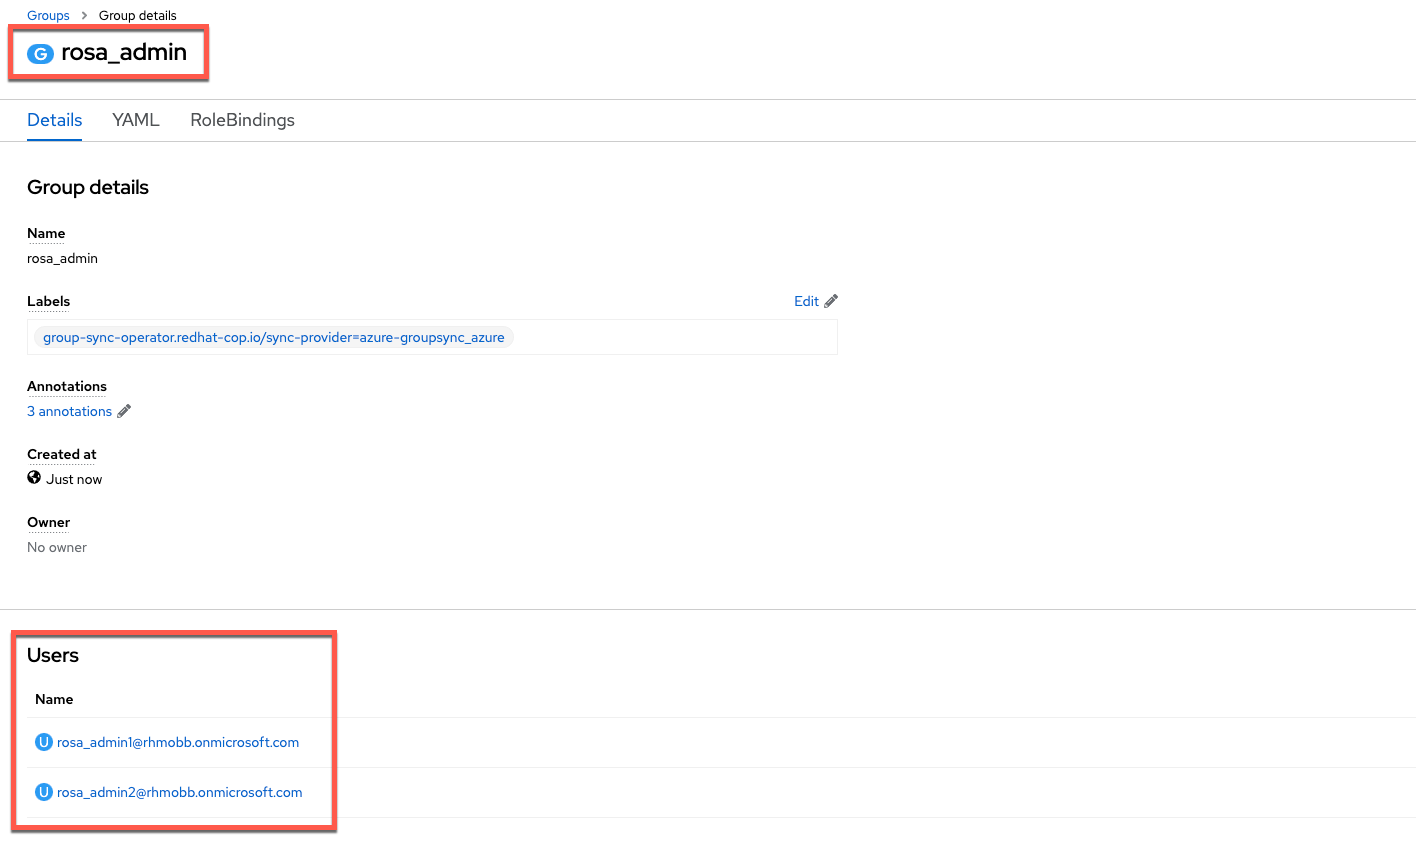 Groups > Group details
G rosa_admin
Details YAML RoleBindings
Group details
Name
rosa_admin
Labels Edit
group-sync-operator.redhat-cop.io/sync-provider=azure-groupsync_azure
Annotations
3 annotations
Created at
Just now
Owner
No owner
Users
Name
U rosa_admin1@rhmobb.onmicrosoft.com
U rosa_admin2@rhmobb.onmicrosoft.com